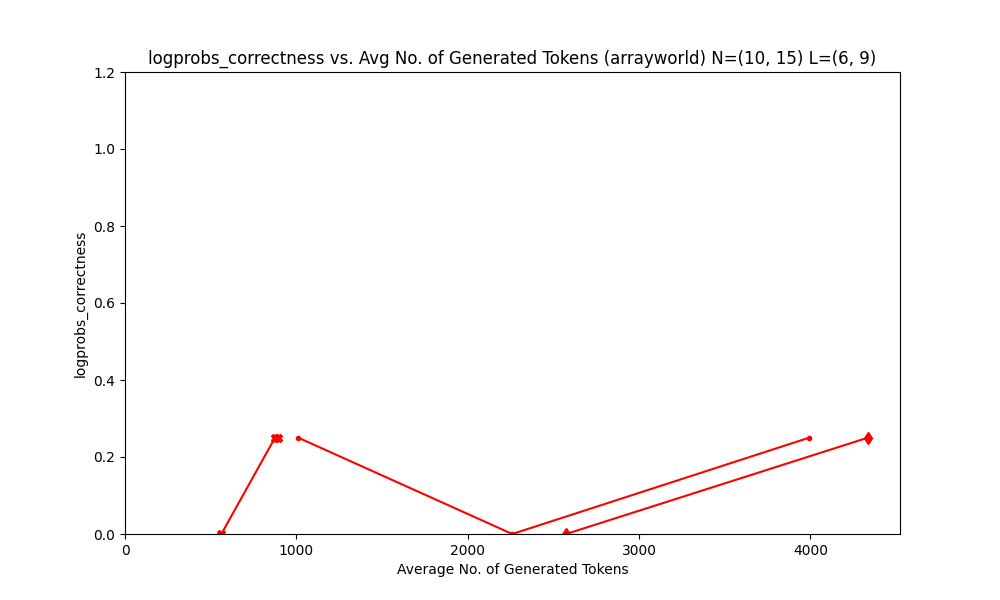 logprobs_correctness vs. Avg No. of Generated Tokens (arrayworld) N=(10, 15) L=(6, 9)
1.2
1.0
0.8
0.6
0.4
0.2
0.0
logprobs_correctness
0 1000 2000 3000 4000
Average No. of Generated Tokens